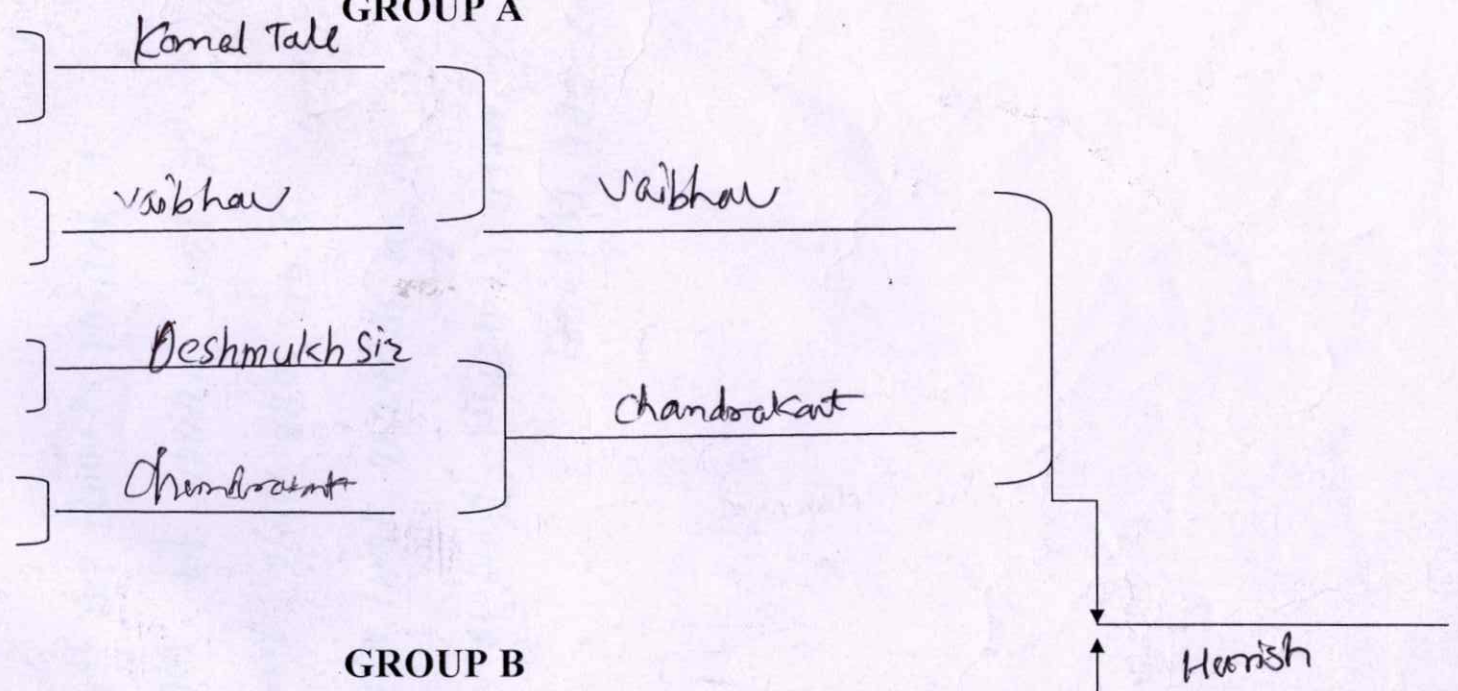 GROUP A
Komal Tale
Vaibhav
Vaibhav
Deshmukh Sir
Chandrakant
Chandrakant
GROUP B
Harish